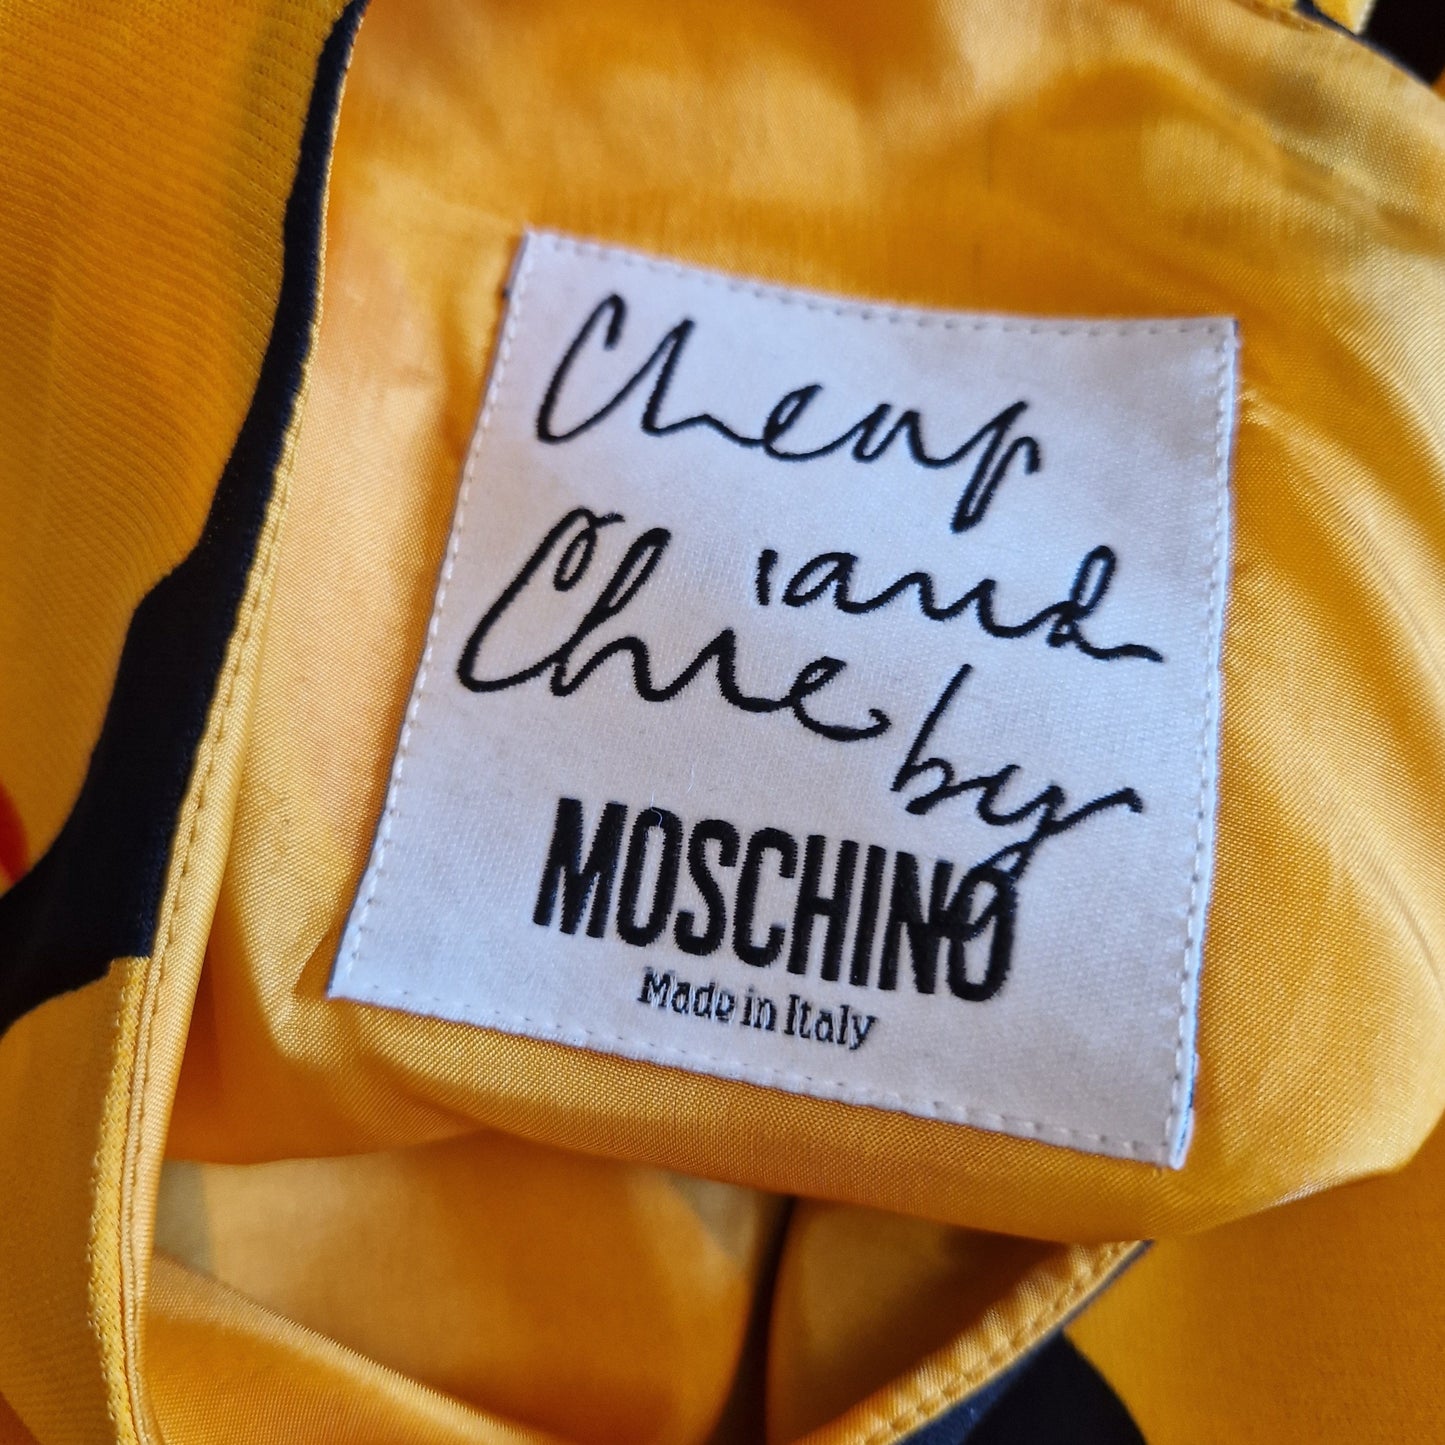 Cheap
and
Chic by
MOSCHINO
Made in Italy